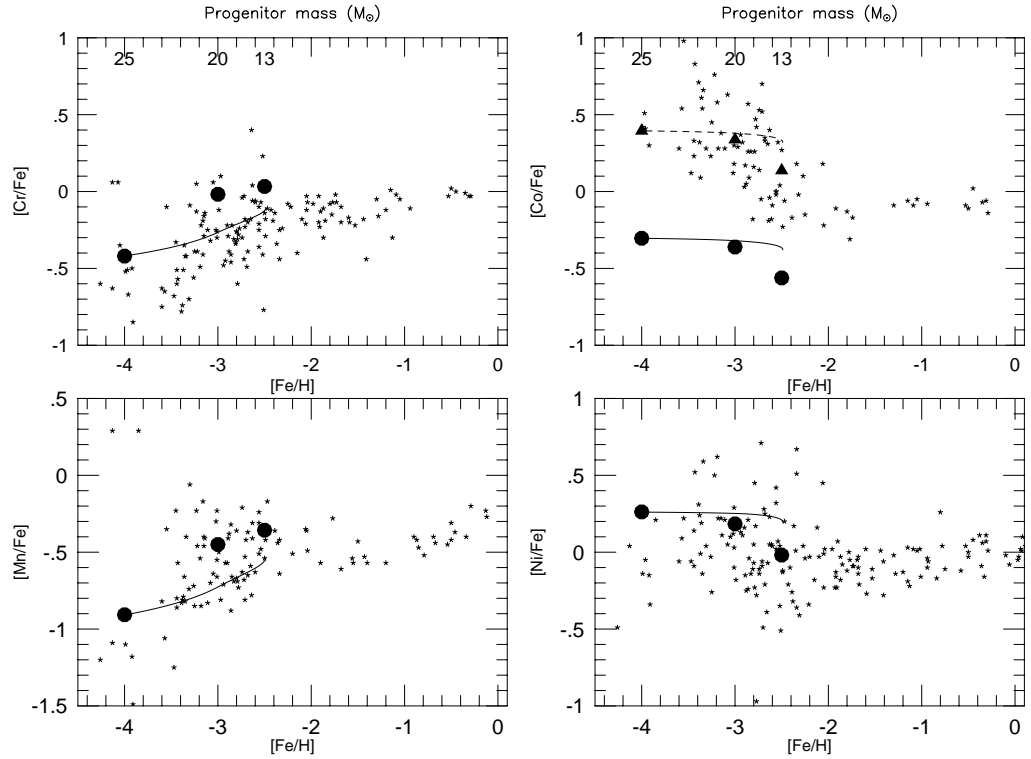 Progenitor mass (M☉) Progenitor mass (M☉)
1 25 20 13 1 25 20 13
.5 .5
[Cr/Fe] 0 [Co/Fe] 0
-.5 -.5
-1 -1
-4 -3 -2 -1 0 -4 -3 -2 -1 0
[Fe/H] [Fe/H]
.5 1
0 .5
[Mn/Fe] -.5 [Ni/Fe] 0
-1 -.5
-1.5 -1
-4 -3 -2 -1 0 -4 -3 -2 -1 0
[Fe/H] [Fe/H]